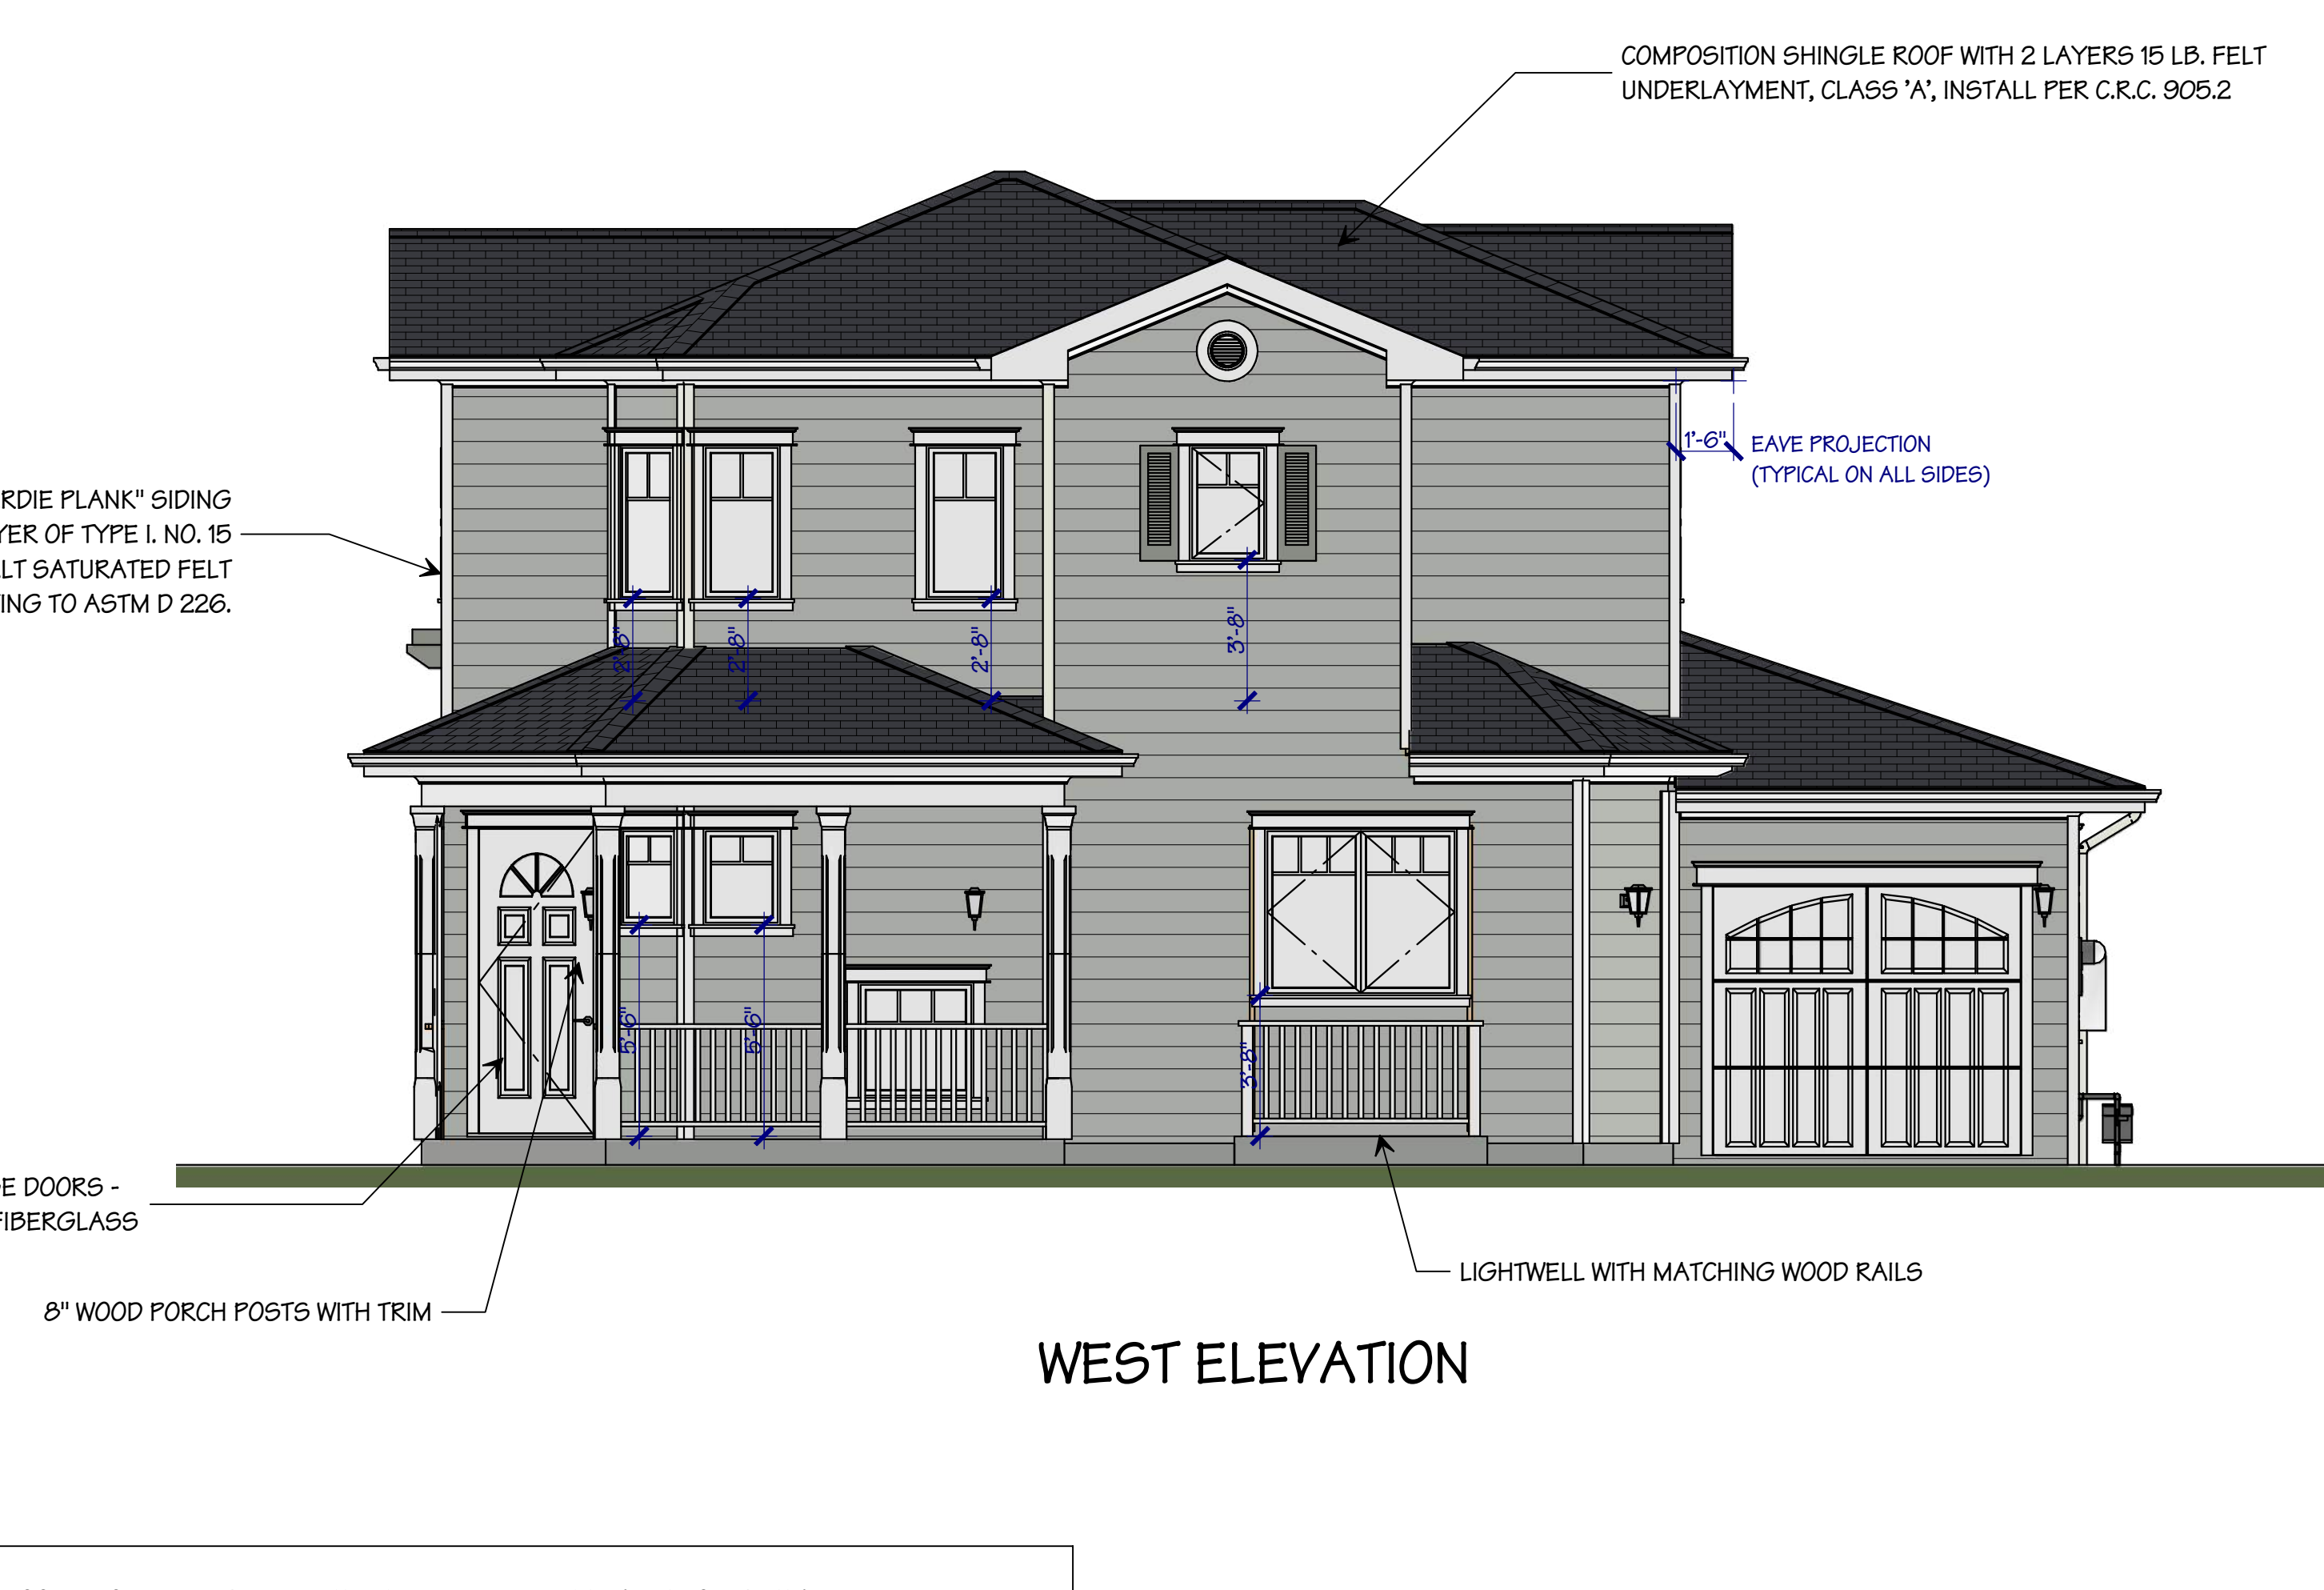 COMPOSITION SHINGLE ROOF WITH 2 LAYERS 15 LB. FELT
UNDERLAYMENT, CLASS 'A', INSTALL PER C.R.C. 905.2
1'-6"
EAVE PROJECTION
(TYPICAL ON ALL SIDES)
RDIE PLANK" SIDING
YER OF TYPE I. NO. 15
LT SATURATED FELT
ING TO ASTM D 226.
2'-8"
2'-8"
2'-8"
3'-8"
5'-6"
5'-6"
3'-8"
E DOORS -
FIBERGLASS
8" WOOD PORCH POSTS WITH TRIM
LIGHTWELL WITH MATCHING WOOD RAILS
WEST ELEVATION